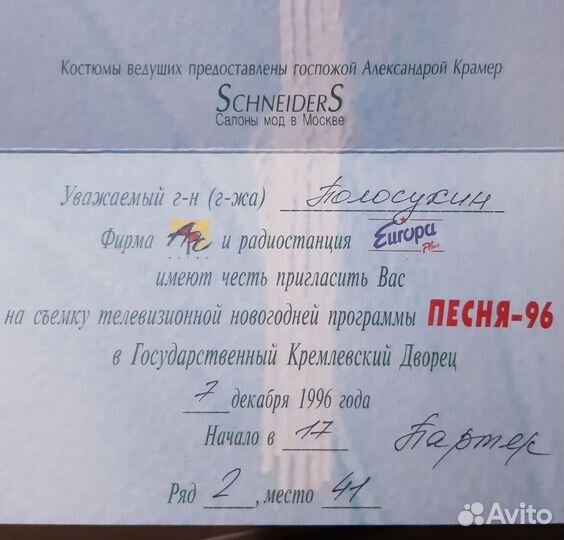 Костюмы ведущих предоставлены госпожой Александрой Крамер
SCHNEIDERS
Салоны мод в Москве
Уважаемый г-н (г-жа) Полосухин
Фирма АРС и радиостанция Europa Plus
имеют честь пригласить Вас
на съемку телевизионной новогодней программы ПЕСНЯ-96
в Государственный Кремлевский Дворец
7 декабря 1996 года
Начало в 17 Партер
Ряд 2, место 41
Avito